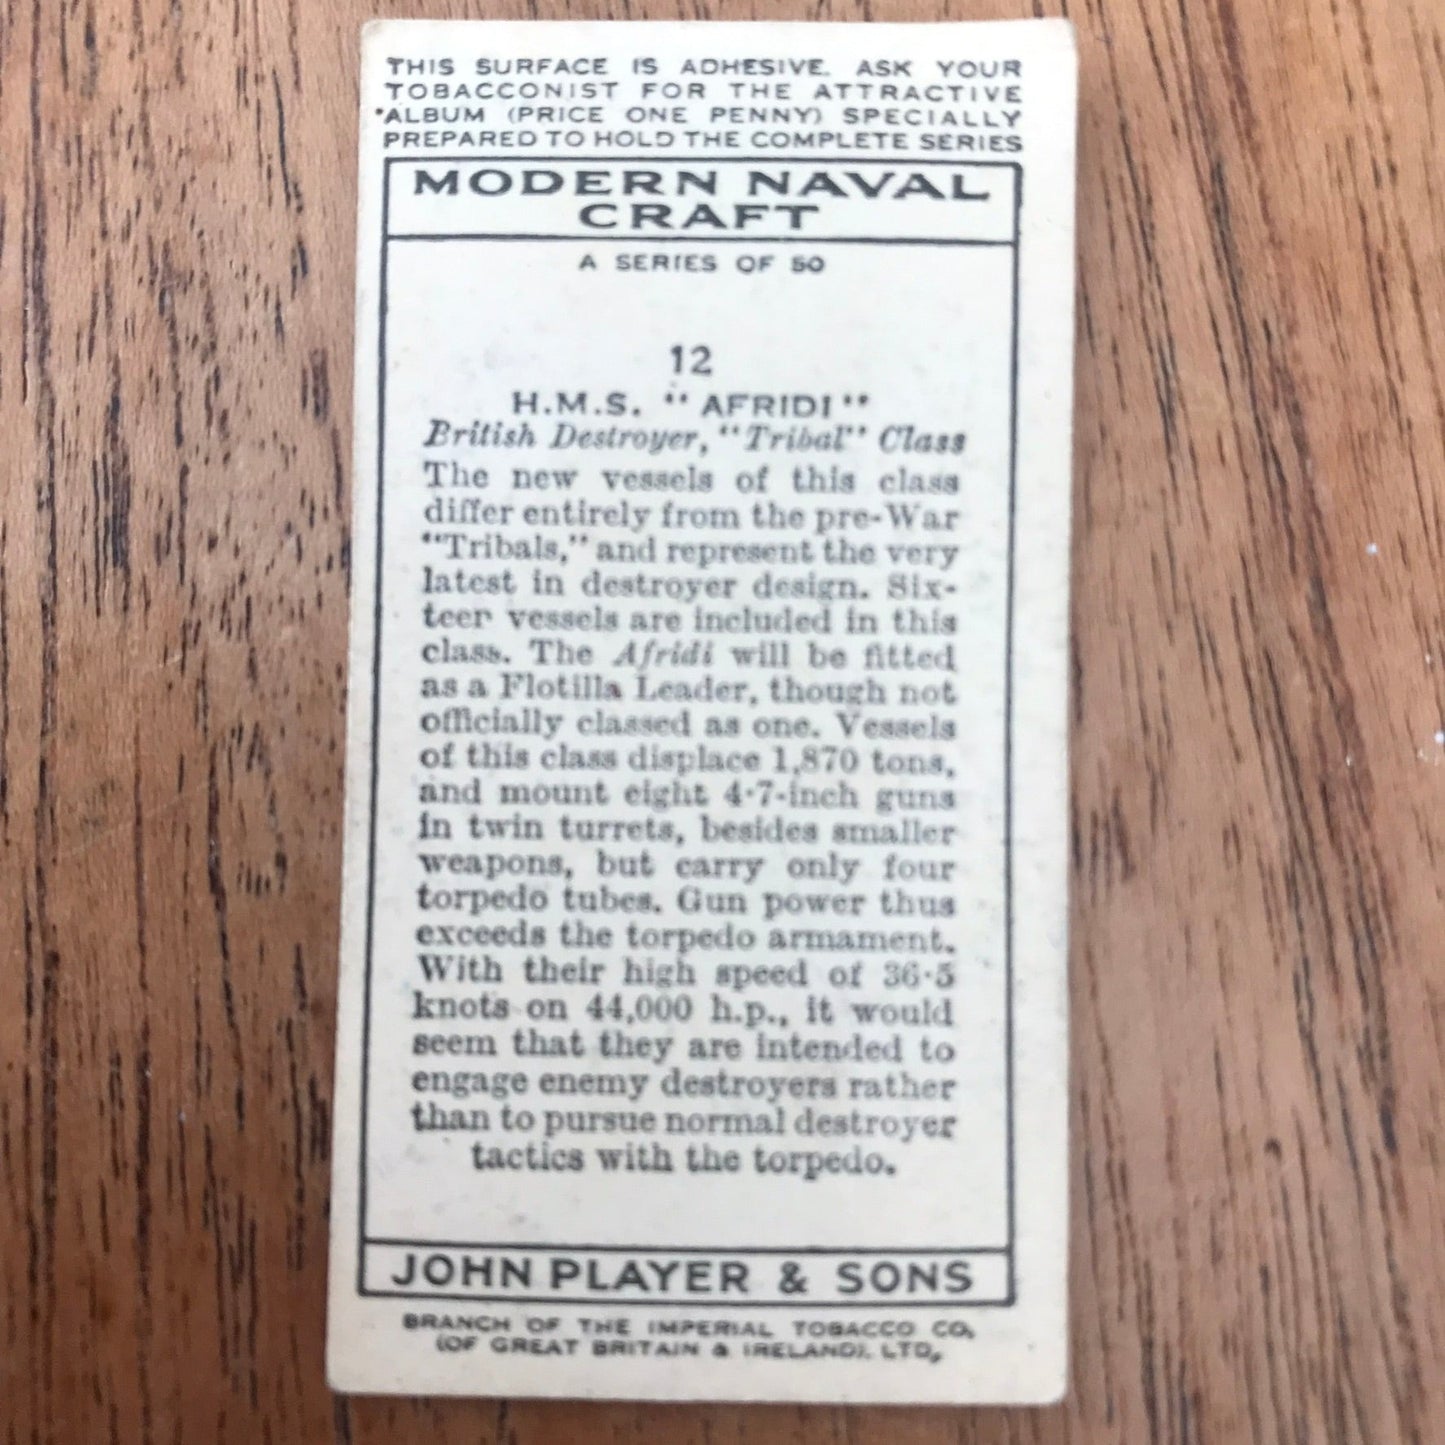 THIS SURFACE IS ADHESIVE. ASK YOUR
TOBACCONIST FOR THE ATTRACTIVE
ALBUM (PRICE ONE PENNY) SPECIALLY
PREPARED TO HOLD THE COMPLETE SERIES
MODERN NAVAL
CRAFT
A SERIES OF 50
12
H.M.S. "AFRIDI"
British Destroyer, "Tribal" Class
The new vessels of this class
differ entirely from the pre-War
"Tribals," and represent the very
latest in destroyer design. Six-
teer vessels are included in this
class. The Afridi will be fitted
as a Flotilla Leader, though not
officially classed as one. Vessels
of this class displace 1,870 tons,
and mount eight 4·7-inch guns
in twin turrets, besides smaller
weapons, but carry only four
torpedo tubes. Gun power thus
exceeds the torpedo armament.
With their high speed of 36·5
knots on 44,000 h.p., it would
seem that they are intended to
engage enemy destroyers rather
than to pursue normal destroyer
tactics with the torpedo.
JOHN PLAYER & SONS
BRANCH OF THE IMPERIAL TOBACCO CO.
(OF GREAT BRITAIN & IRELAND), LTD.